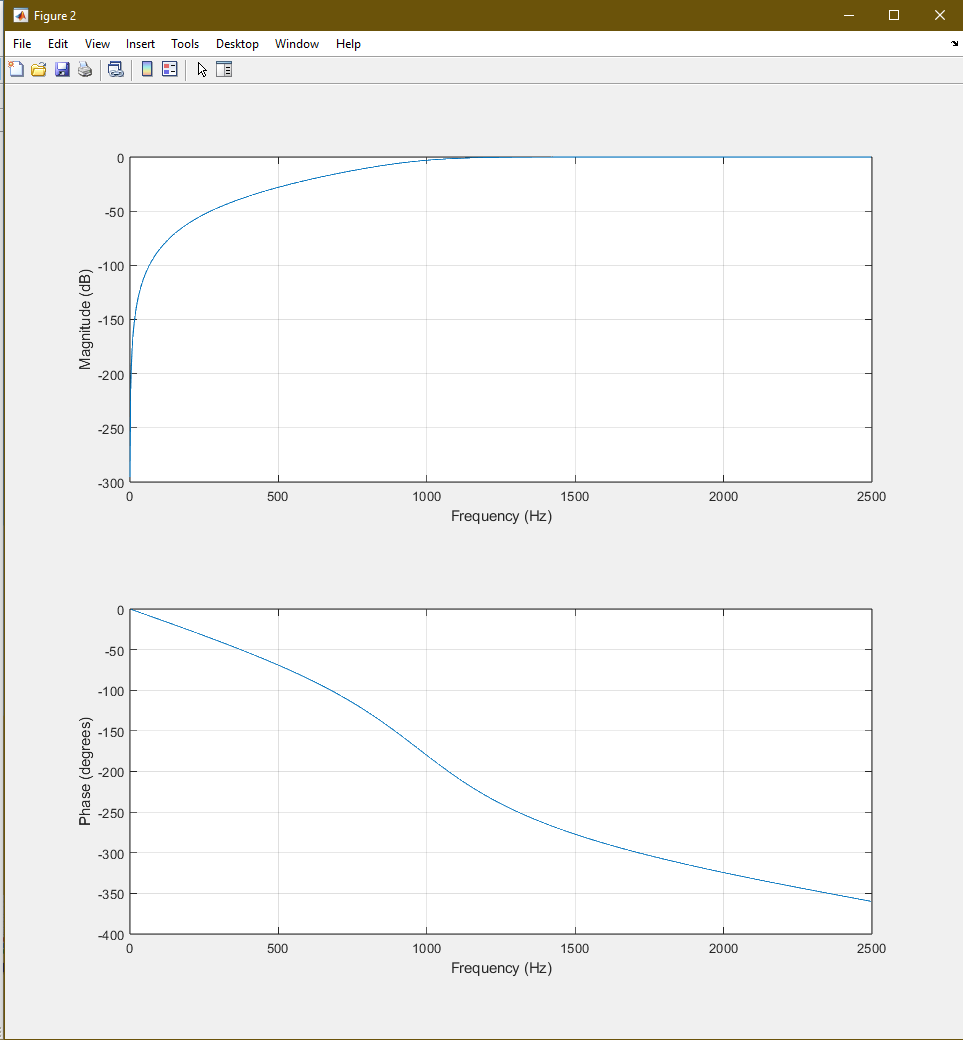 Figure 2
File Edit View Insert Tools Desktop Window Help
0
-50
-100
-150
-200
-250
-300
Magnitude (dB)
0 500 1000 1500 2000 2500
Frequency (Hz)
0
-50
-100
-150
-200
-250
-300
-350
-400
Phase (degrees)
0 500 1000 1500 2000 2500
Frequency (Hz)